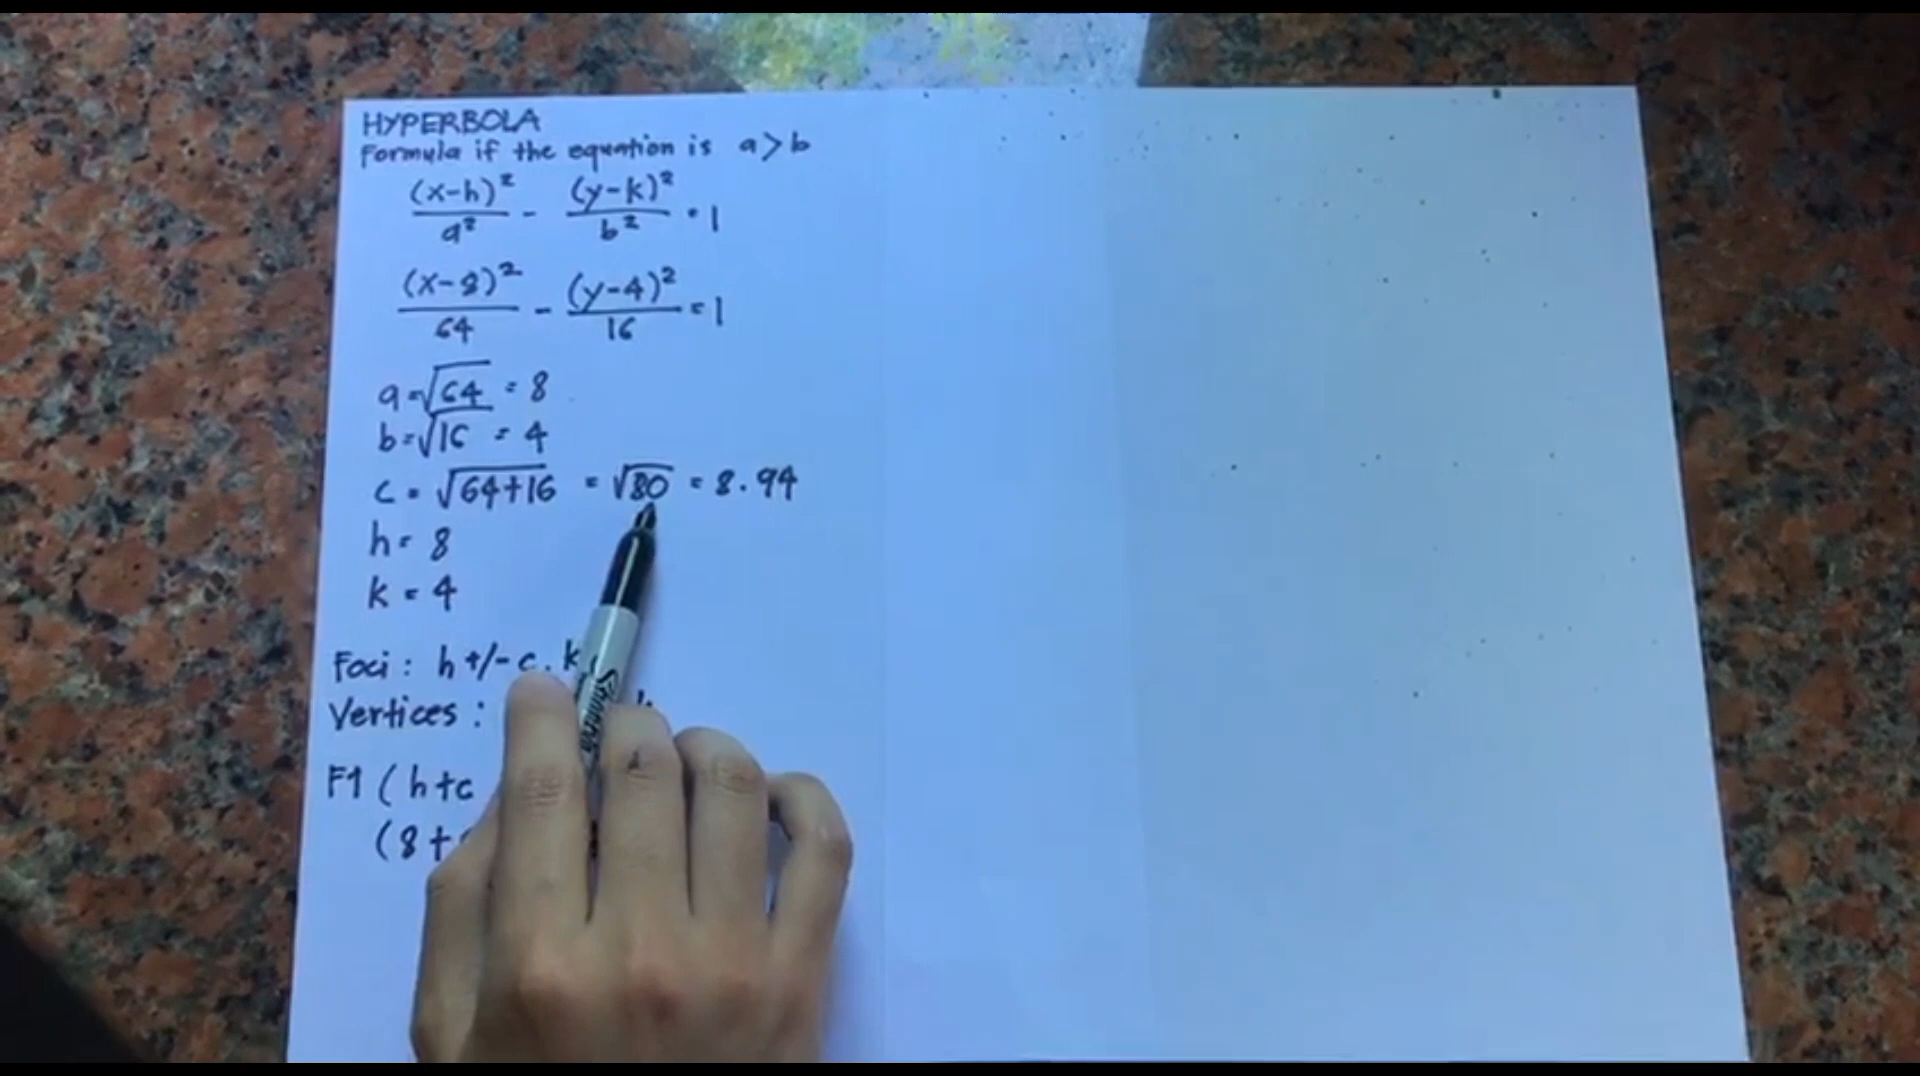 HYPERBOLA
Formula if the equation is a > b
(x-h)²/a² - (y-k)²/b² = 1
(x-8)²/64 - (y-4)²/16 = 1
a = √64 = 8
b = √16 = 4
c = √64+16 = √80 = 8.94
h = 8
k = 4
Foci : h +/- c, k
Vertices :
F1 ( h+c
(8+
Sharpie